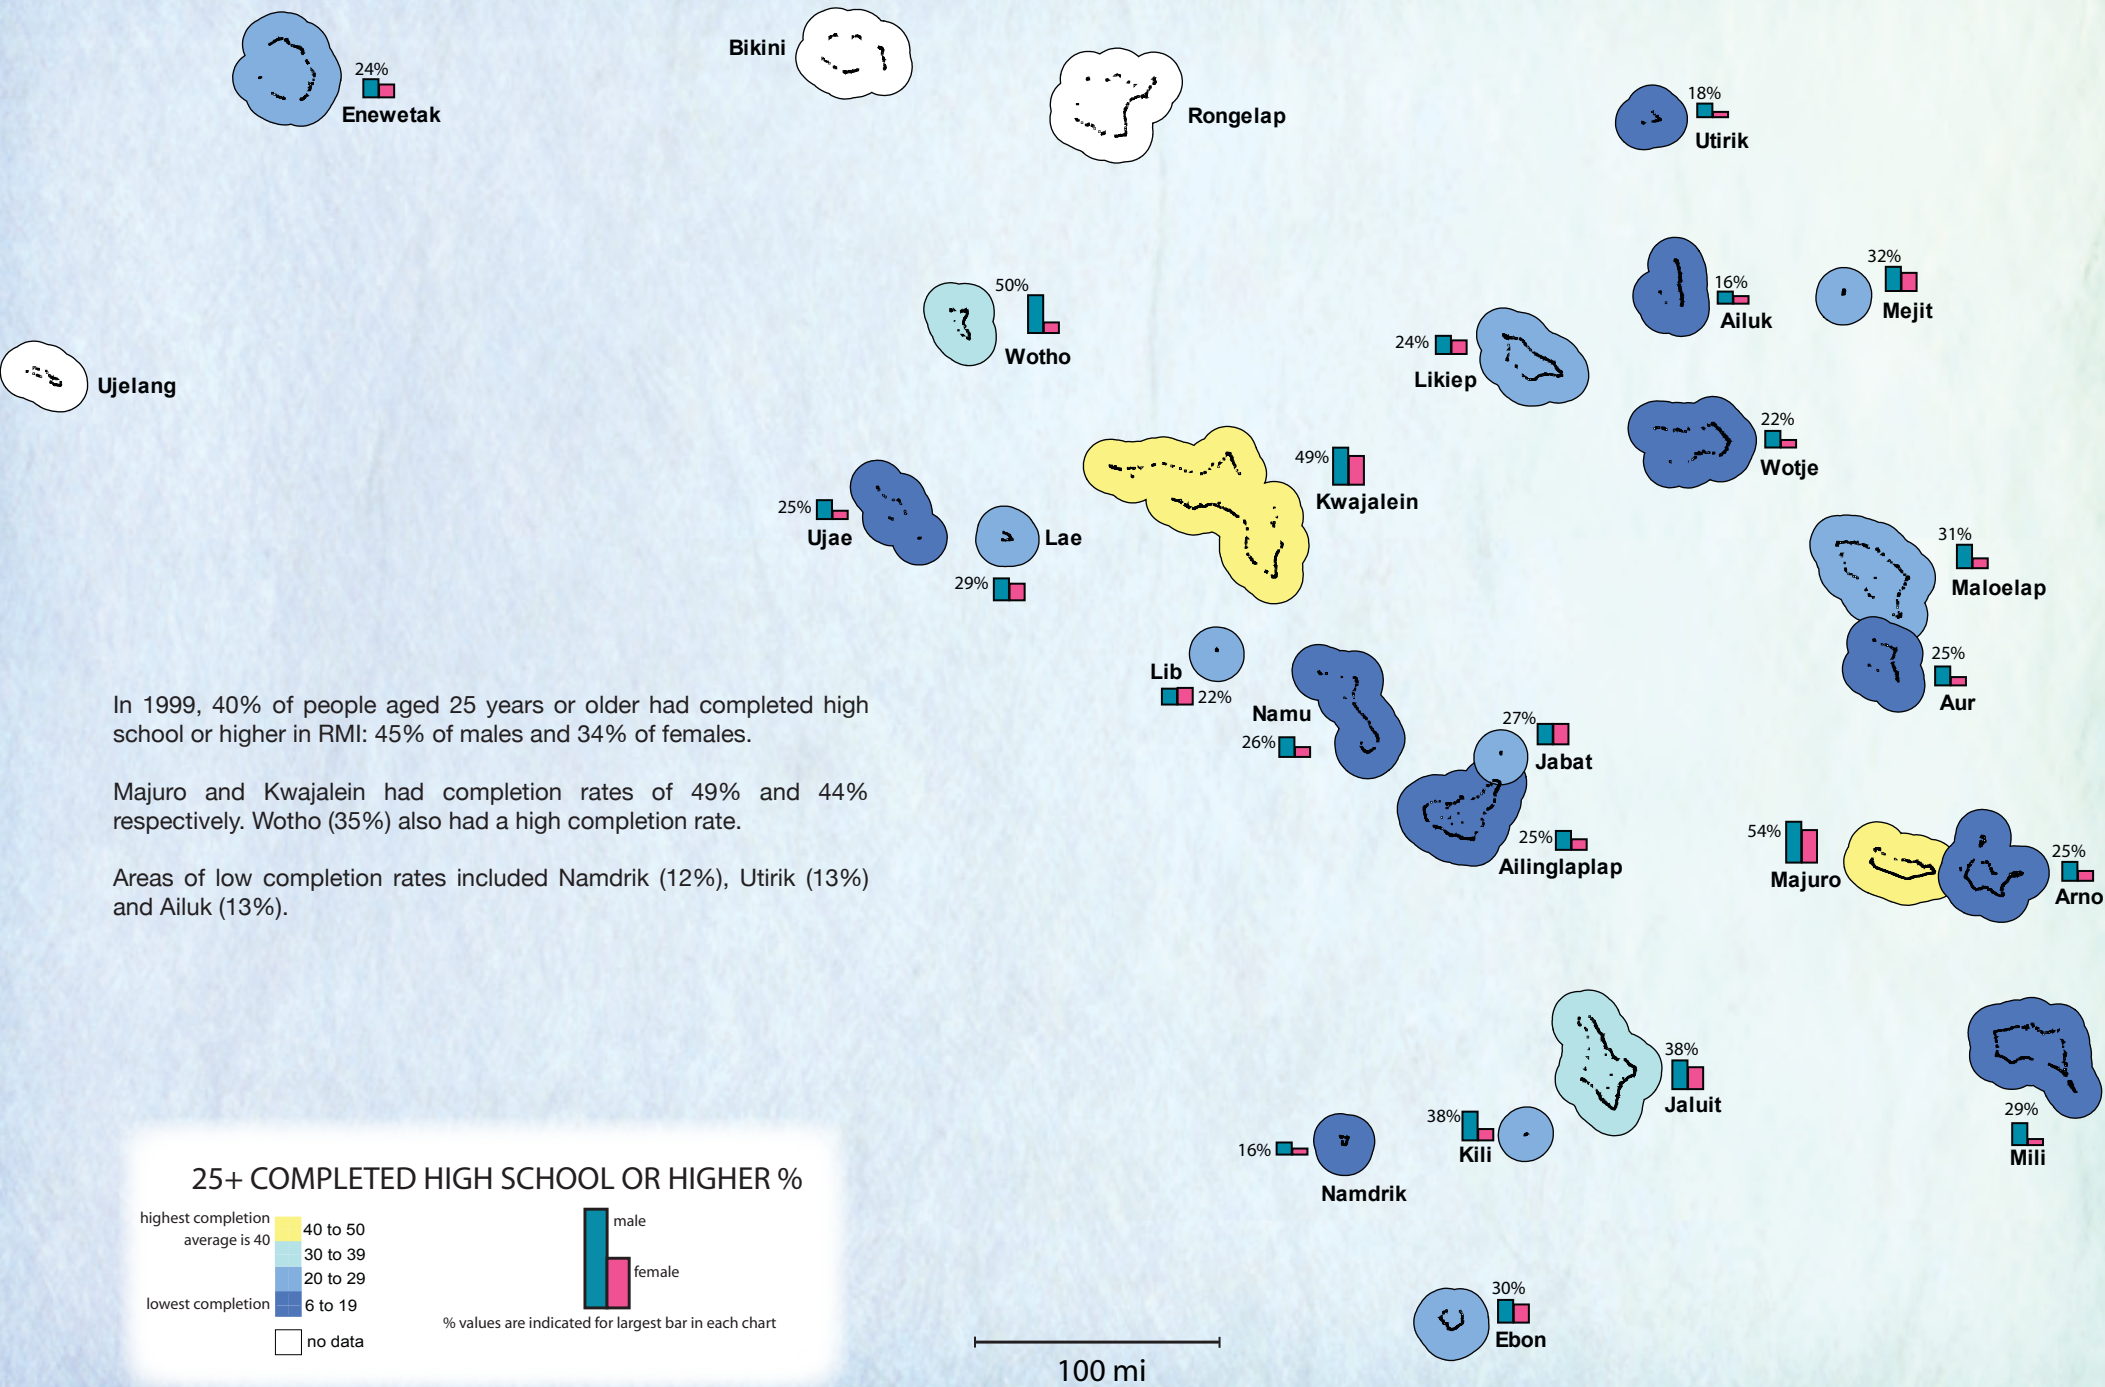 Bikini
24%
Enewetak
Rongelap
18%
Utirik
50%
Wotho
16%
Ailuk
32%
Mejit
24%
Likiep
Ujelang
22%
Wotje
49%
Kwajalein
25%
Ujae
Lae
29%
31%
Maloelap
Lib
22%
25%
Aur
Namu
26%
27%
Jabat
25%
Ailinglaplap
54%
Majuro
25%
Arno
In 1999, 40% of people aged 25 years or older had completed high
school or higher in RMI: 45% of males and 34% of females.
Majuro and Kwajalein had completion rates of 49% and 44%
respectively. Wotho (35%) also had a high completion rate.
Areas of low completion rates included Namdrik (12%), Utirik (13%)
and Ailuk (13%).
38%
Jaluit
38%
Kili
29%
Mili
16%
Namdrik
30%
Ebon
25+ COMPLETED HIGH SCHOOL OR HIGHER %
highest completion
average is 40
lowest completion
40 to 50
30 to 39
20 to 29
6 to 19
no data
male
female
% values are indicated for largest bar in each chart
100 mi